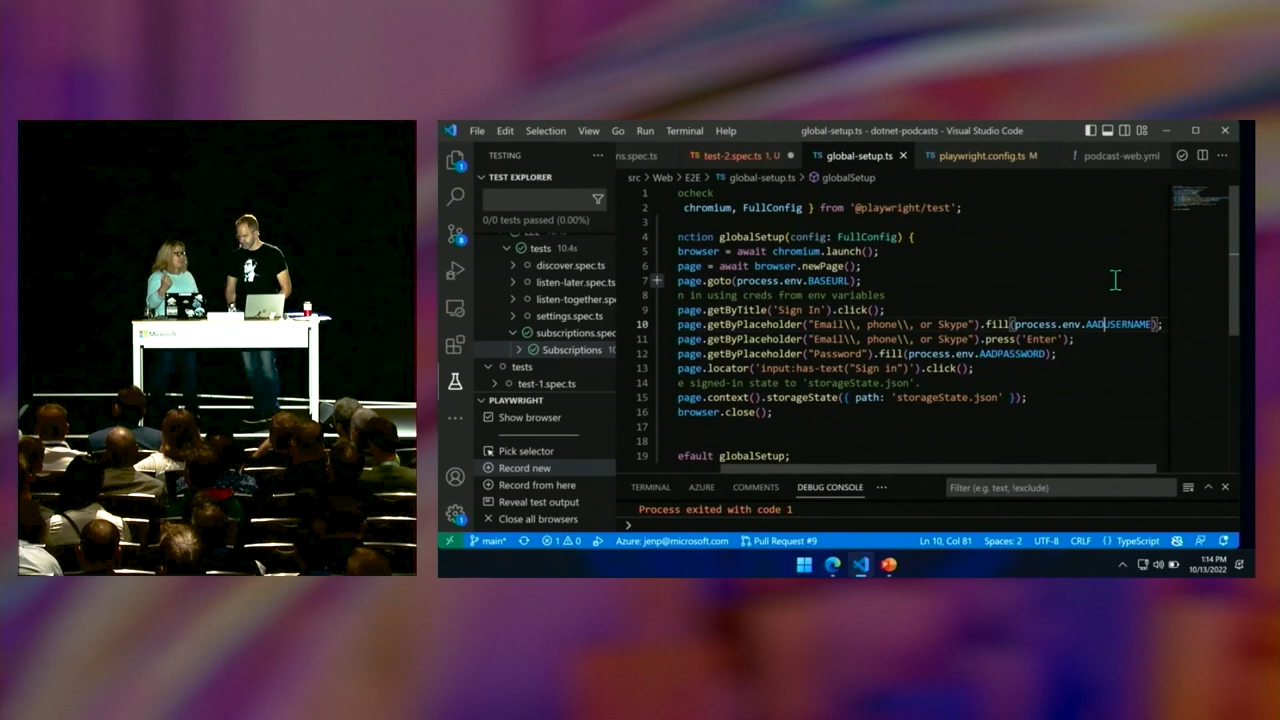 Microsoft
File Edit Selection View Go Run Terminal Help
global-setup.ts - dotnet-podcasts - Visual Studio Code
TESTING
ns.spec.ts
test-2.spec.ts 1, U
global-setup.ts
playwright.config.ts M
podcast-web.yml
TEST EXPLORER
0/0 tests passed (0.00%)
tests 10.4s
discover.spec.ts
listen-later.spec.ts
listen-together.sp
settings.spec.ts
subscriptions.spec
Subscriptions 10
tests
test-1.spec.ts
PLAYWRIGHT
Show browser
Pick selector
Record new
Record from here
Reveal test output
Close all browsers
src > Web > E2E > TS global-setup.ts > globalSetup
1 ocheck
2 chromium, FullConfig } from '@playwright/test';
3
4 nction globalSetup(config: FullConfig) {
5 browser = await chromium.launch();
6 page = await browser.newPage();
7 page.goto(process.env.BASEURL);
8 n in using creds from env variables
9 page.getByTitle('Sign In').click();
10 page.getByPlaceholder("Email\\, phone\\, or Skype").fill(process.env.AADUSERNAME);
11 page.getByPlaceholder("Email\\, phone\\, or Skype").press('Enter');
12 page.getByPlaceholder("Password").fill(process.env.AADPASSWORD);
13 page.locator('input:has-text("Sign in")').click();
14 e signed-in state to 'storageState.json'.
15 page.context().storageState({ path: 'storageState.json' });
16 browser.close();
17
18
19 efault globalSetup;
TERMINAL AZURE COMMENTS DEBUG CONSOLE
Filter (e.g. text, !exclude)
Process exited with code 1
main* 1 0 Azure: jenp@microsoft.com Pull Request #9
Ln 10, Col 81 Spaces: 2 UTF-8 CRLF {} TypeScript
1:14 PM
10/13/2022